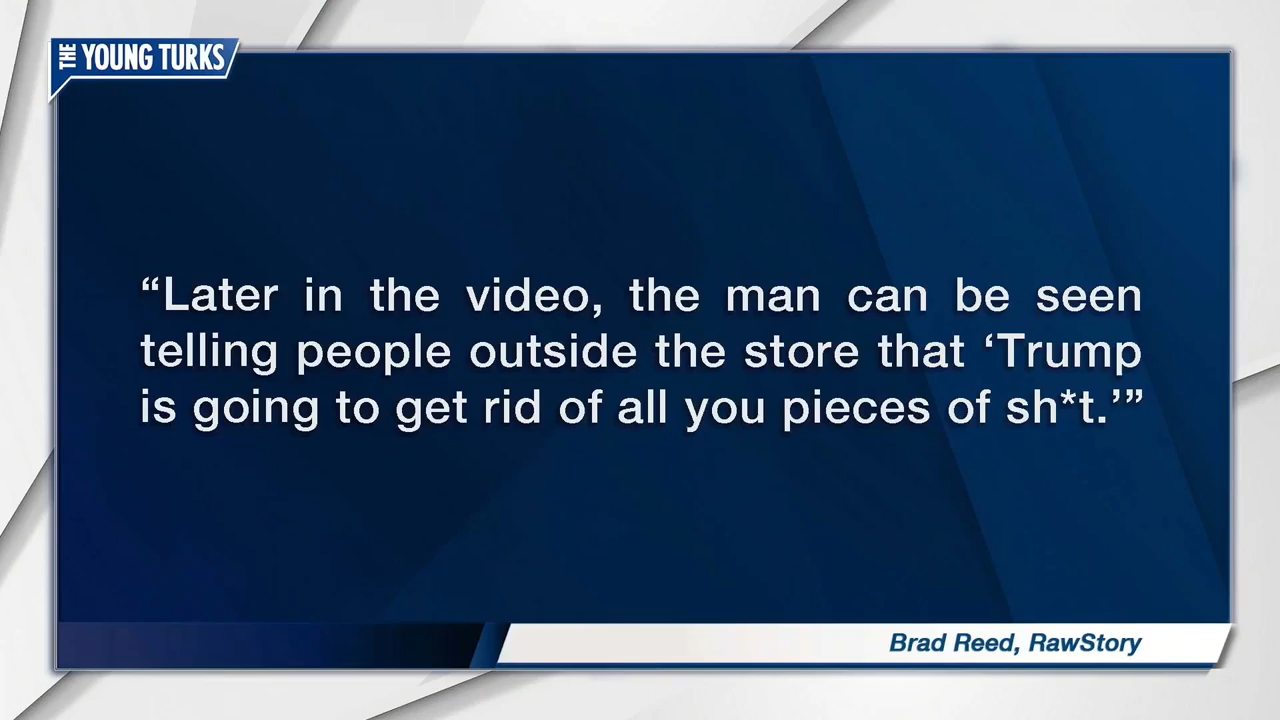 THE YOUNG TURKS
“Later in the video, the man can be seen
telling people outside the store that ‘Trump
is going to get rid of all you pieces of sh*t.’”
Brad Reed, RawStory